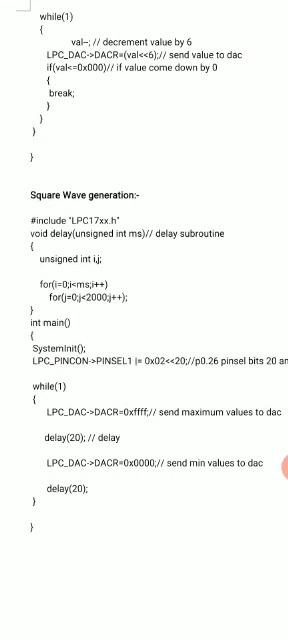 while(1)
{
val--; // decrement value by 6
LPC_DAC->DACR=(val<<6);// send value to dac
if(val<=0x000)// if value come down by 0
{
break;
}
}
}
}
Square Wave generation:-
#include "LPC17xx.h"
void delay(unsigned int ms)// delay subroutine
{
unsigned int i,j;
for(i=0;i<ms;i++)
for(j=0;j<2000;j++);
}
int main()
{
SystemInit();
LPC_PINCON->PINSEL1 |= 0x02<<20;//p0.26 pinsel bits 20 an
while(1)
{
LPC_DAC->DACR=0xffff;// send maximum values to dac
delay(20); // delay
LPC_DAC->DACR=0x0000;// send min values to dac
delay(20);
}
}